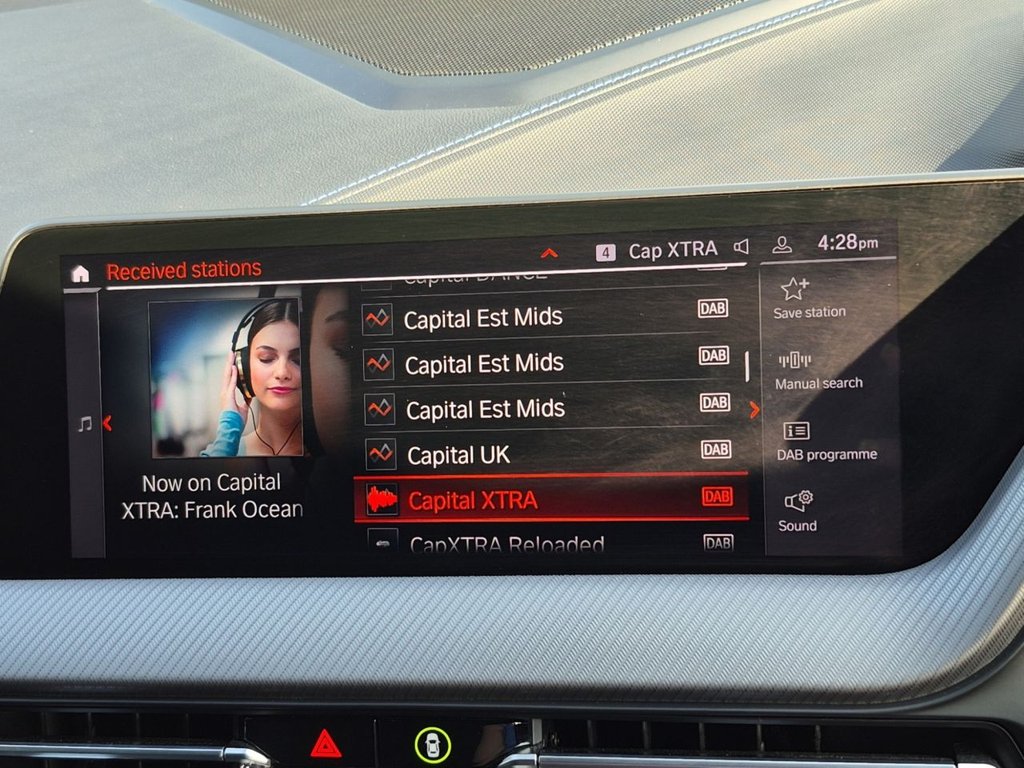 Received stations
4 Cap XTRA
4:28pm
Capital DANCE
Capital Est Mids DAB
Capital Est Mids DAB
Capital Est Mids DAB
Capital UK DAB
Capital XTRA DAB
CapXTRA Reloaded DAB
Now on Capital
XTRA: Frank Ocean
Save station
Manual search
DAB programme
Sound